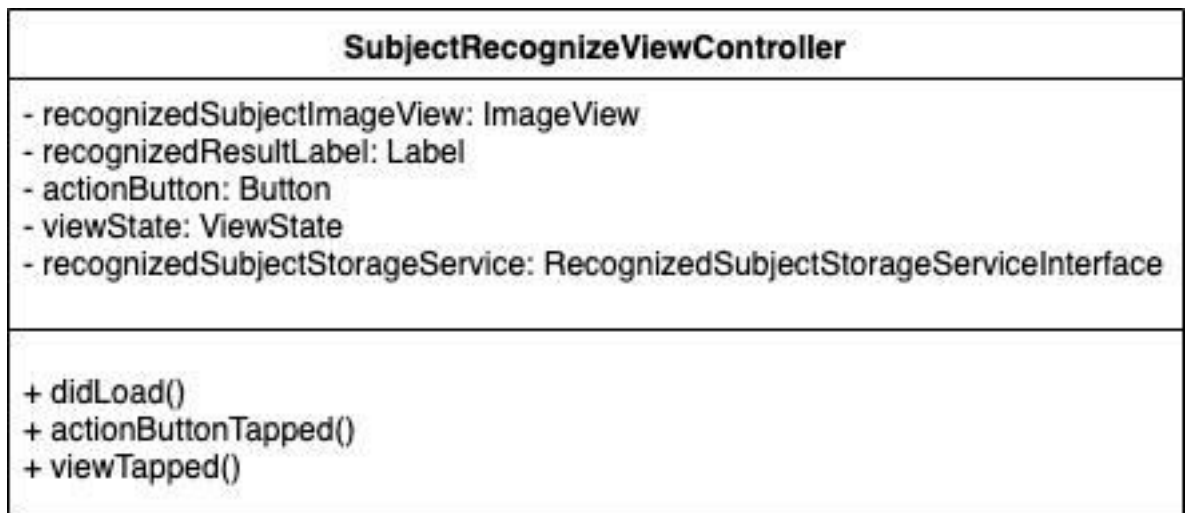 SubjectRecognizeViewController
- recognizedSubjectImageView: ImageView
- recognizedResultLabel: Label
- actionButton: Button
- viewState: ViewState
- recognizedSubjectStorageService: RecognizedSubjectStorageServiceInterface
+ didLoad()
+ actionButtonTapped()
+ viewTapped()